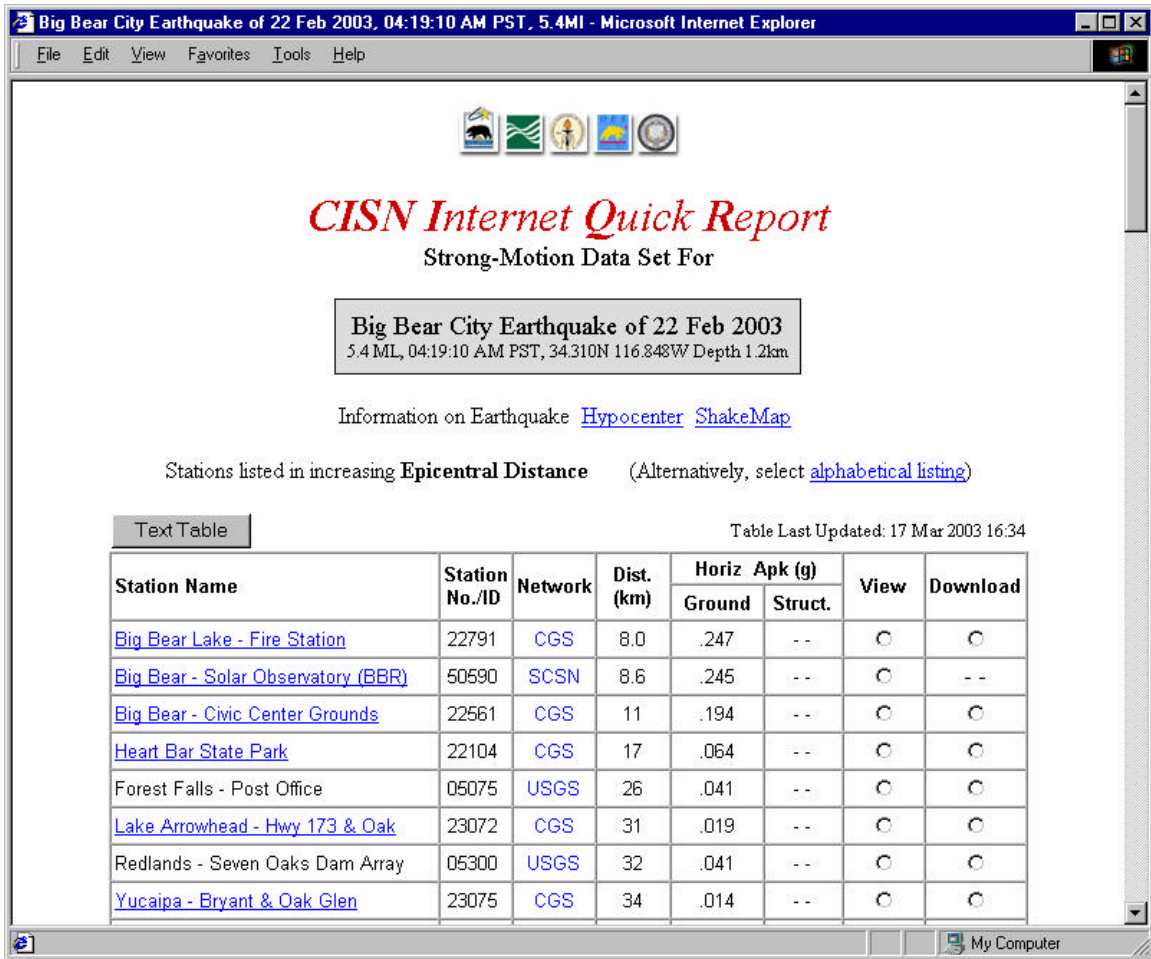 Big Bear City Earthquake of 22 Feb 2003, 04:19:10 AM PST, 5.4Ml - Microsoft Internet Explorer
File Edit View Favorites Tools Help
CISN Internet Quick Report
Strong-Motion Data Set For
Big Bear City Earthquake of 22 Feb 2003
5.4 ML, 04:19:10 AM PST, 34.310N 116.848W Depth 1.2km
Information on Earthquake Hypocenter ShakeMap
Stations listed in increasing Epicentral Distance (Alternatively, select alphabetical listing)
Text Table Table Last Updated: 17 Mar 2003 16:34
Station Name Station No./ID Network Dist. (km) Horiz Apk (g) Ground Struct. View Download
Big Bear Lake - Fire Station 22791 CGS 8.0 .247 - -
Big Bear - Solar Observatory (BBR) 50590 SCSN 8.6 .245 - - - -
Big Bear - Civic Center Grounds 22561 CGS 11 .194 - -
Heart Bar State Park 22104 CGS 17 .064 - -
Forest Falls - Post Office 05075 USGS 26 .041 - -
Lake Arrowhead - Hwy 173 & Oak 23072 CGS 31 .019 - -
Redlands - Seven Oaks Dam Array 05300 USGS 32 .041 - -
Yucaipa - Bryant & Oak Glen 23075 CGS 34 .014 - -
My Computer